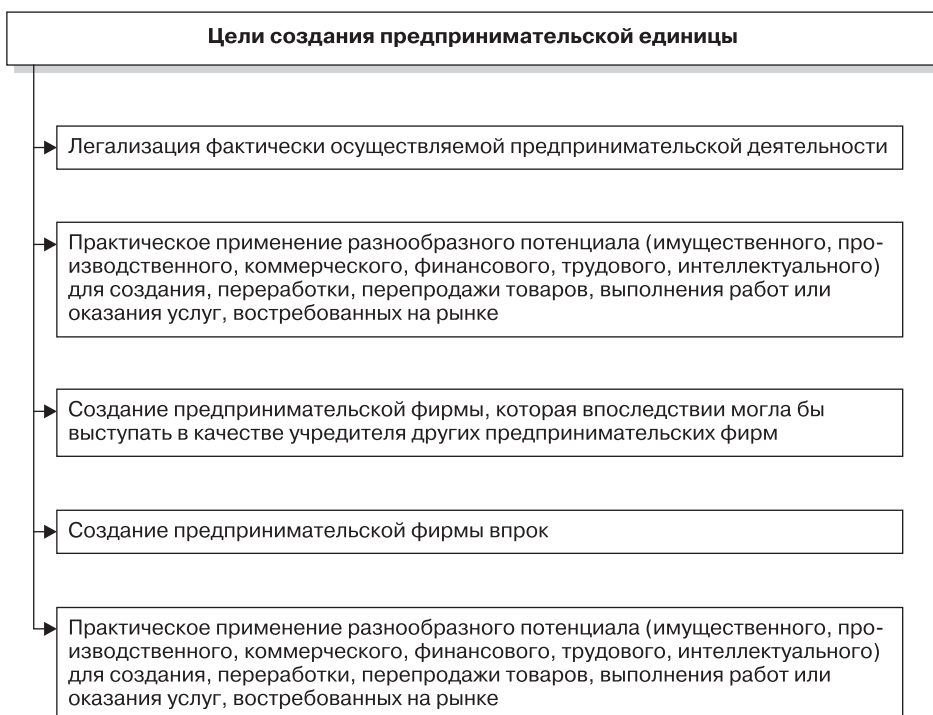 Цели создания предпринимательской единицы
Легализация фактически осуществляемой предпринимательской деятельности
Практическое применение разнообразного потенциала (имущественного, про-
изводственного, коммерческого, финансового, трудового, интеллектуального)
для создания, переработки, перепродажи товаров, выполнения работ или
оказания услуг, востребованных на рынке
Создание предпринимательской фирмы, которая впоследствии могла бы
выступать в качестве учредителя других предпринимательских фирм
Создание предпринимательской фирмы впрок
Практическое применение разнообразного потенциала (имущественного, про-
изводственного, коммерческого, финансового, трудового, интеллектуального)
для создания, переработки, перепродажи товаров, выполнения работ или
оказания услуг, востребованных на рынке